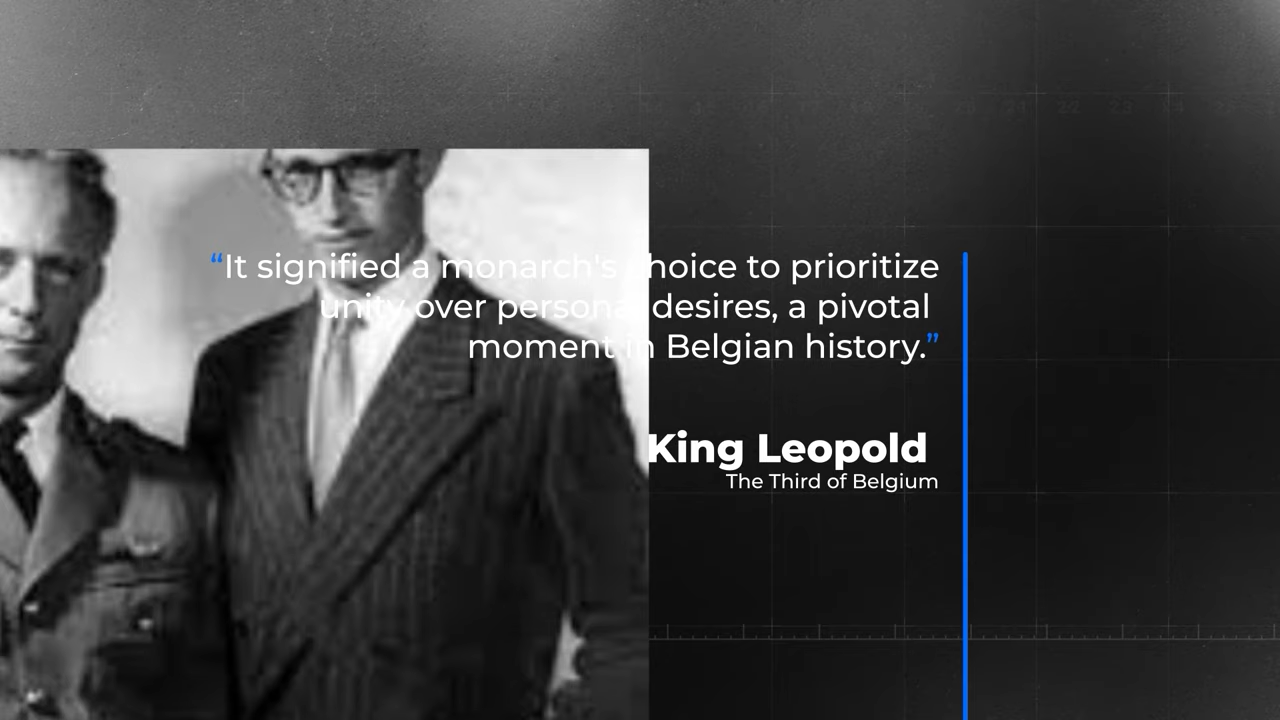 “It signified a monarch's choice to prioritize
unity over personal desires, a pivotal
moment in Belgian history.”
King Leopold
The Third of Belgium